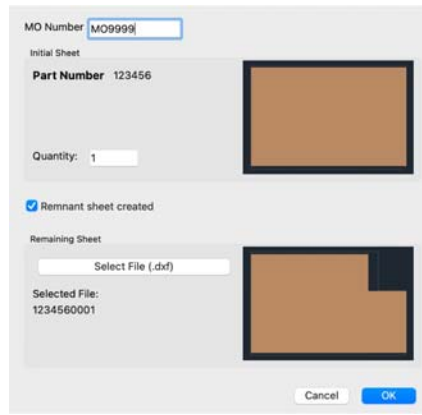 MO Number MO9999
Initial Sheet
Part Number 123456
Quantity: 1
Remnant sheet created
Remaining Sheet
Select File (.dxf)
Selected File:
1234560001
Cancel OK